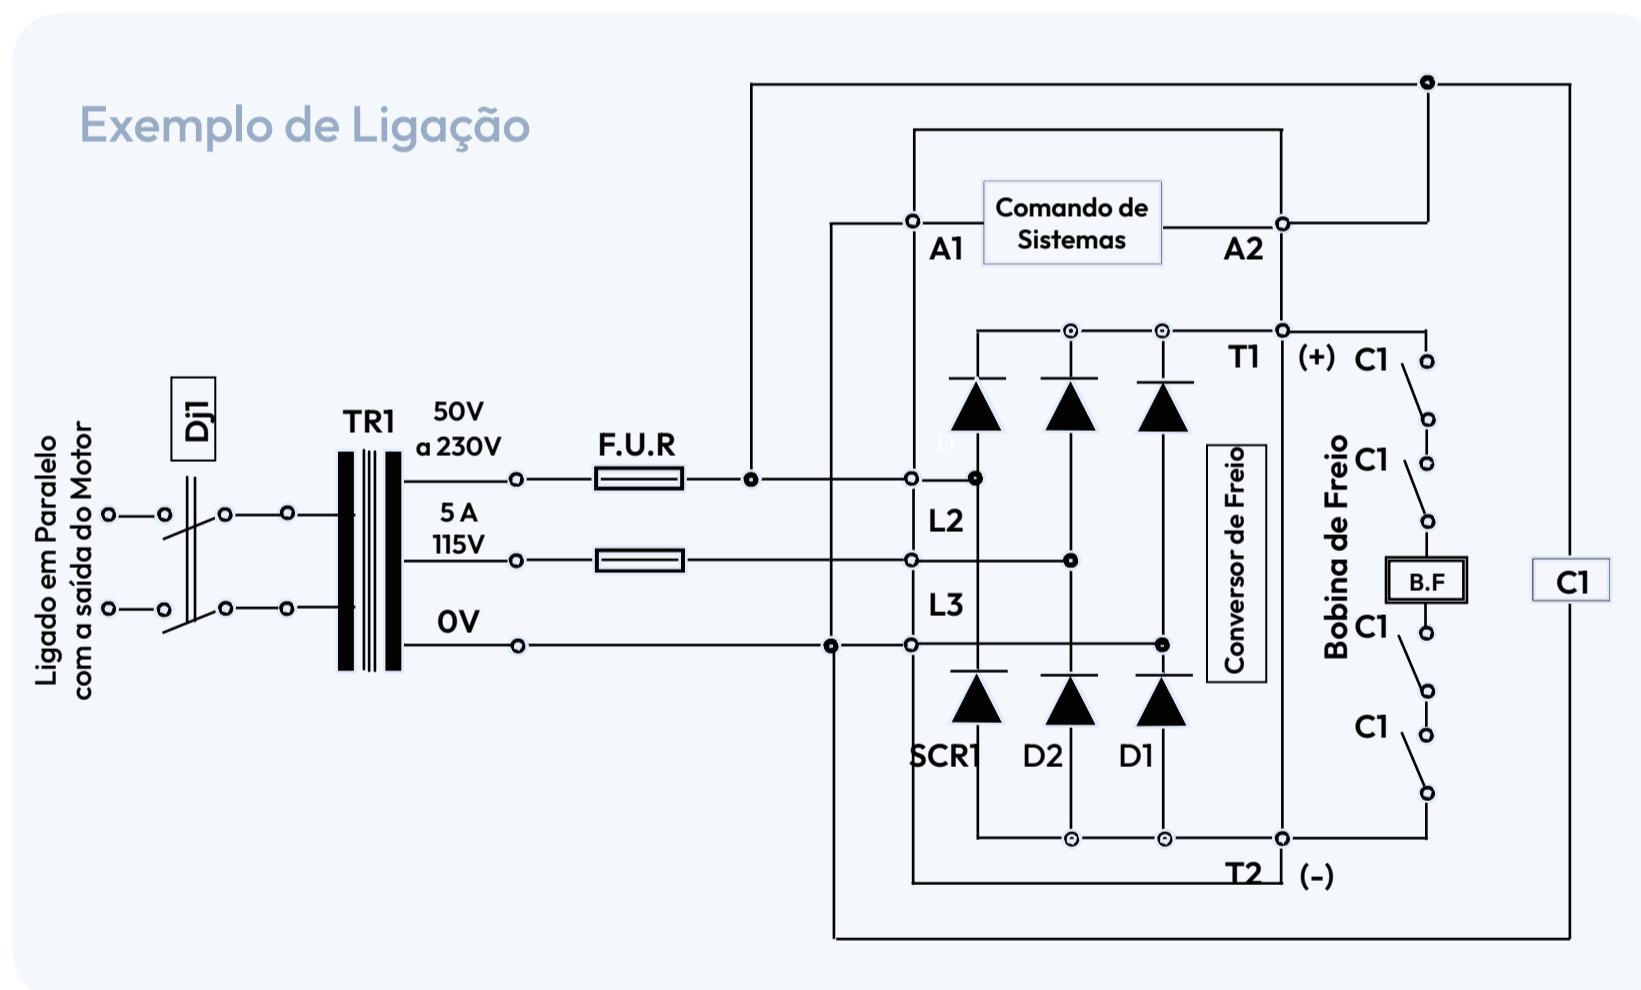 Exemplo de Ligação
Comando de
Sistemas
A1
A2
T1
(+)
C1
Dj1
TR1
50V
a 230V
F.U.R
L1
C1
5 A
115V
L2
Ligado em Paralelo
com a saída do Motor
Conversor de Freio
Bobina de Freio
B.F
C1
0V
L3
C1
C1
SCR1
D2
D1
T2
(-)